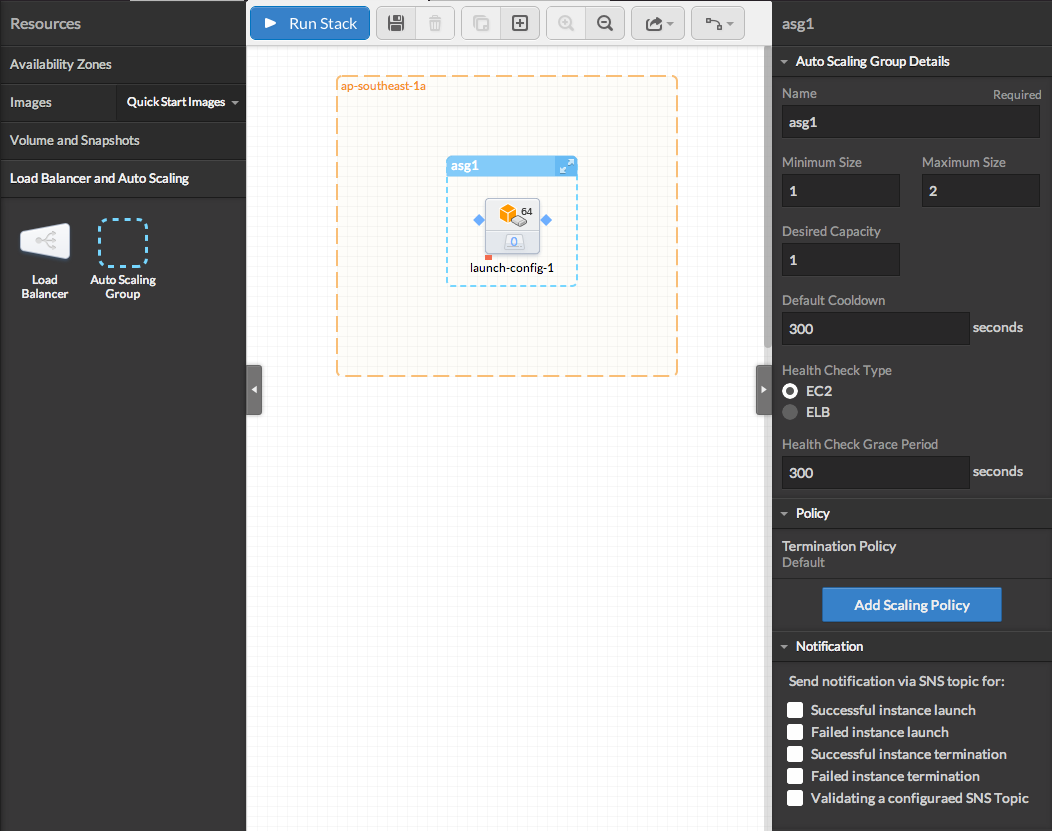 Resources
Availability Zones
Images
Quick Start Images
Volume and Snapshots
Load Balancer and Auto Scaling
Load
Balancer
Auto Scaling
Group
Run Stack
ap-southeast-1a
asg1
64
0
launch-config-1
asg1
Auto Scaling Group Details
Name
Required
asg1
Minimum Size
Maximum Size
1
2
Desired Capacity
1
Default Cooldown
300
seconds
Health Check Type
EC2
ELB
Health Check Grace Period
300
seconds
Policy
Termination Policy
Default
Add Scaling Policy
Notification
Send notification via SNS topic for:
Successful instance launch
Failed instance launch
Successful instance termination
Failed instance termination
Validating a configuraed SNS Topic